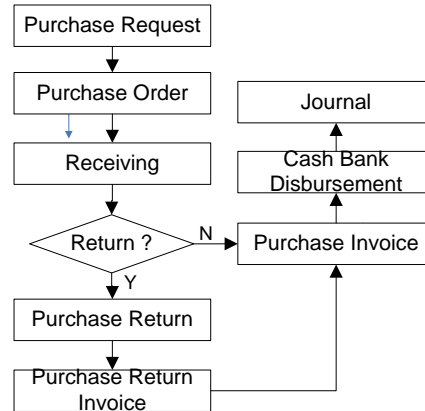 Purchase Request
Purchase Order
Receiving
Return ?
N
Y
Purchase Return
Purchase Return
Invoice
Journal
Cash Bank
Disbursement
Purchase Invoice